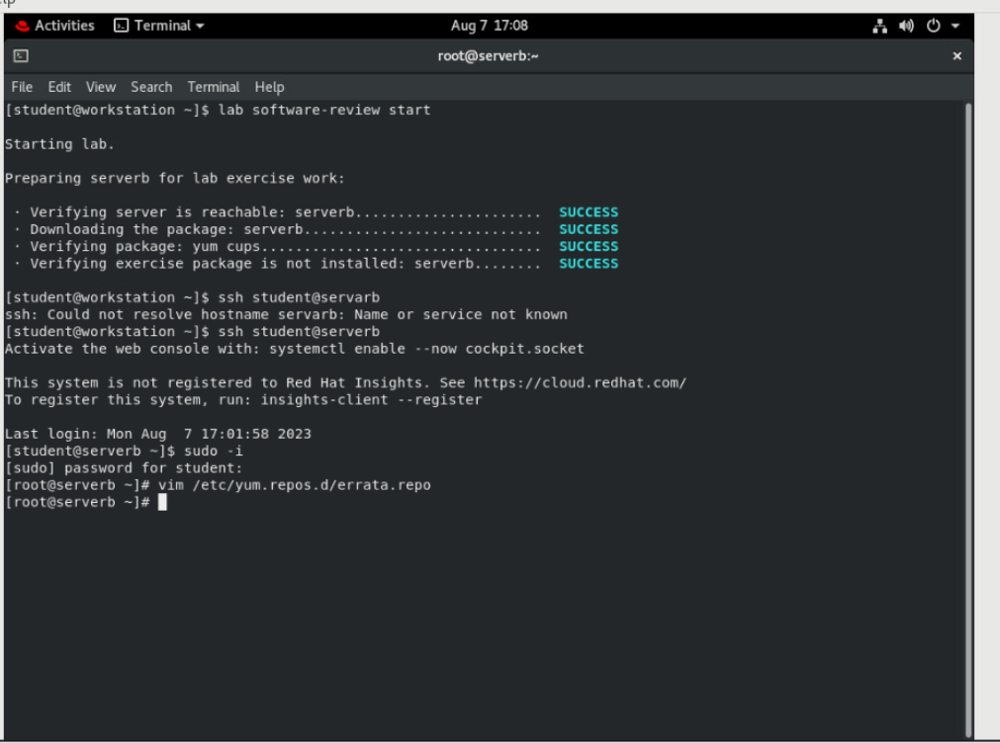 Activities Terminal Aug 7 17:08
root@serverb:~
File Edit View Search Terminal Help
[student@workstation ~]$ lab software-review start
Starting lab.
Preparing serverb for lab exercise work:
· Verifying server is reachable: serverb...................... SUCCESS
· Downloading the package: serverb............................ SUCCESS
· Verifying package: yum cups................................. SUCCESS
· Verifying exercise package is not installed: serverb........ SUCCESS
[student@workstation ~]$ ssh student@servarb
ssh: Could not resolve hostname servarb: Name or service not known
[student@workstation ~]$ ssh student@serverb
Activate the web console with: systemctl enable --now cockpit.socket
This system is not registered to Red Hat Insights. See https://cloud.redhat.com/
To register this system, run: insights-client --register
Last login: Mon Aug  7 17:01:58 2023
[student@serverb ~]$ sudo -i
[sudo] password for student:
[root@serverb ~]# vim /etc/yum.repos.d/errata.repo
[root@serverb ~]#